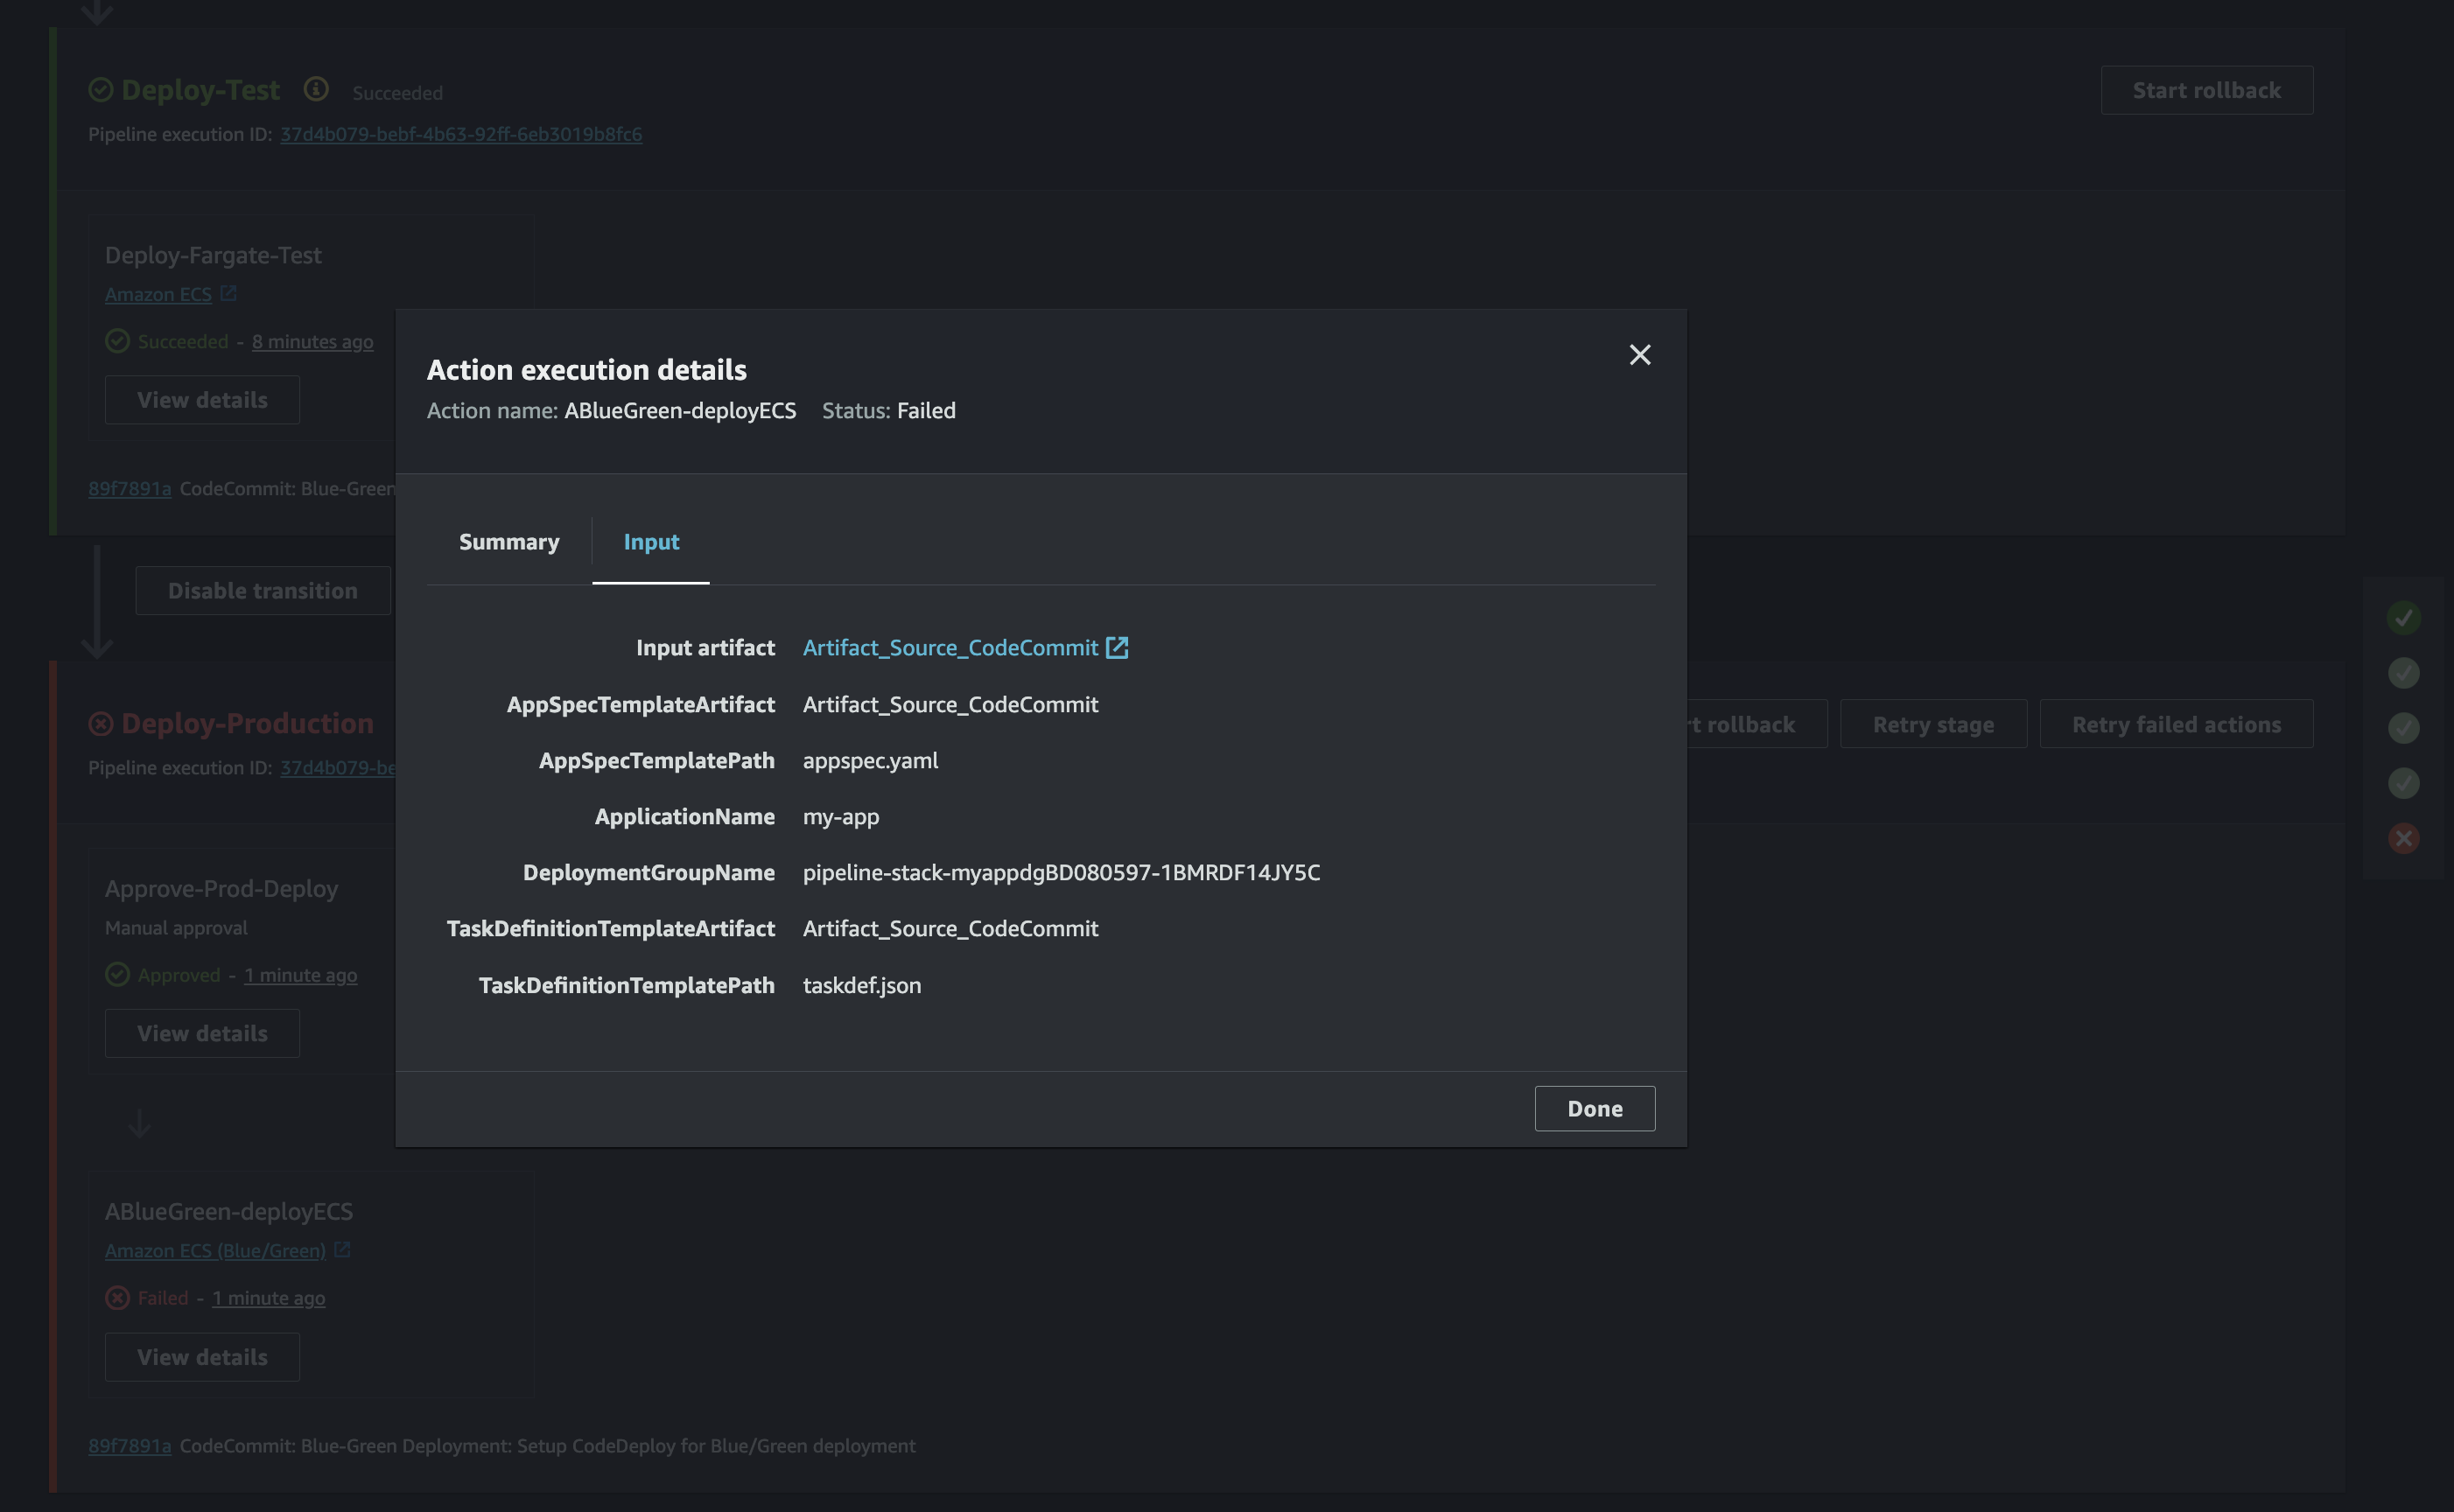 Deploy-Test Succeeded
Start rollback
Pipeline execution ID: 37d4b079-bebf-4b63-92ff-6eb3019b8fc6
Deploy-Fargate-Test
Amazon ECS
Succeeded - 8 minutes ago
View details
89f7891a CodeCommit: Blue-Green
Disable transition
Action execution details
Action name: ABlueGreen-deployECS Status: Failed
Summary
Input
Input artifact Artifact_Source_CodeCommit
AppSpecTemplateArtifact Artifact_Source_CodeCommit
AppSpecTemplatePath appspec.yaml
ApplicationName my-app
DeploymentGroupName pipeline-stack-myappdgBD080597-1BMRDF14JY5C
TaskDefinitionTemplateArtifact Artifact_Source_CodeCommit
TaskDefinitionTemplatePath taskdef.json
Done
Deploy-Production
rt rollback
Retry stage
Retry failed actions
Pipeline execution ID: 37d4b079-be
Approve-Prod-Deploy
Manual approval
Approved - 1 minute ago
View details
ABlueGreen-deployECS
Amazon ECS (Blue/Green)
Failed - 1 minute ago
View details
89f7891a CodeCommit: Blue-Green Deployment: Setup CodeDeploy for Blue/Green deployment